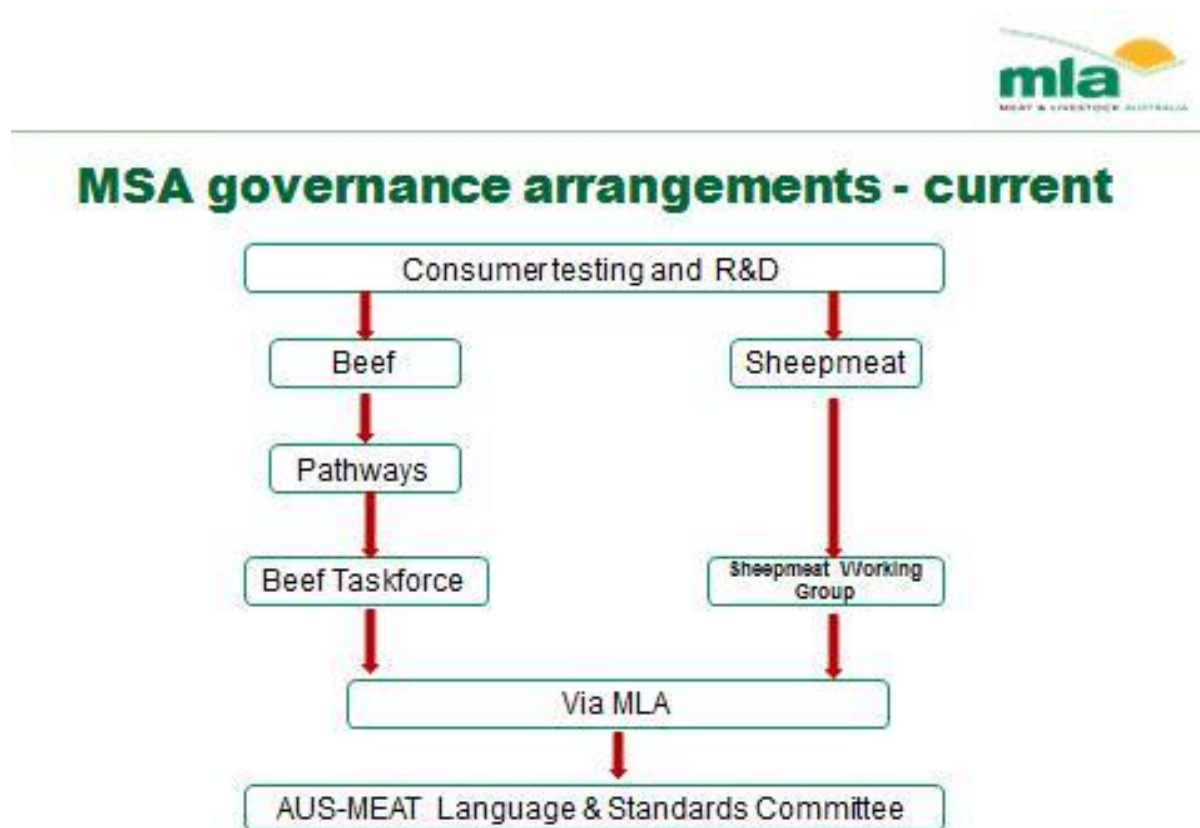 mla
MEAT & LIVESTOCK AUSTRALIA
MSA governance arrangements - current
Consumer testing and R&D
Beef
Sheepmeat
Pathways
Beef Taskforce
Sheepmeat Working
Group
Via MLA
AUS-MEAT Language & Standards Committee